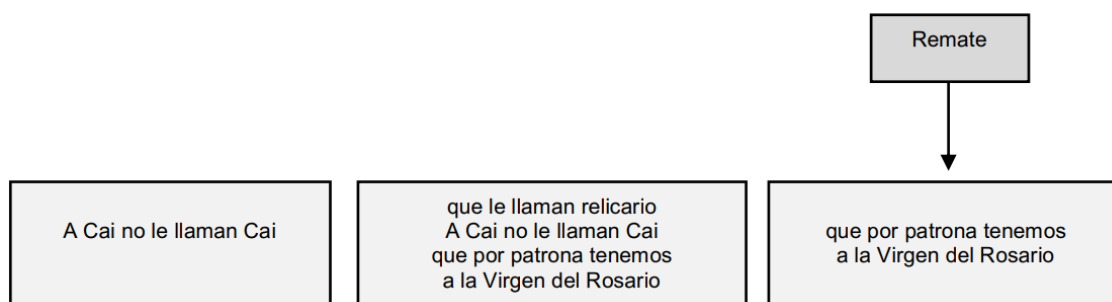 Remate
A Cai no le llaman Cai
que le llaman relicario
A Cai no le llaman Cai
que por patrona tenemos
a la Virgen del Rosario
que por patrona tenemos
a la Virgen del Rosario